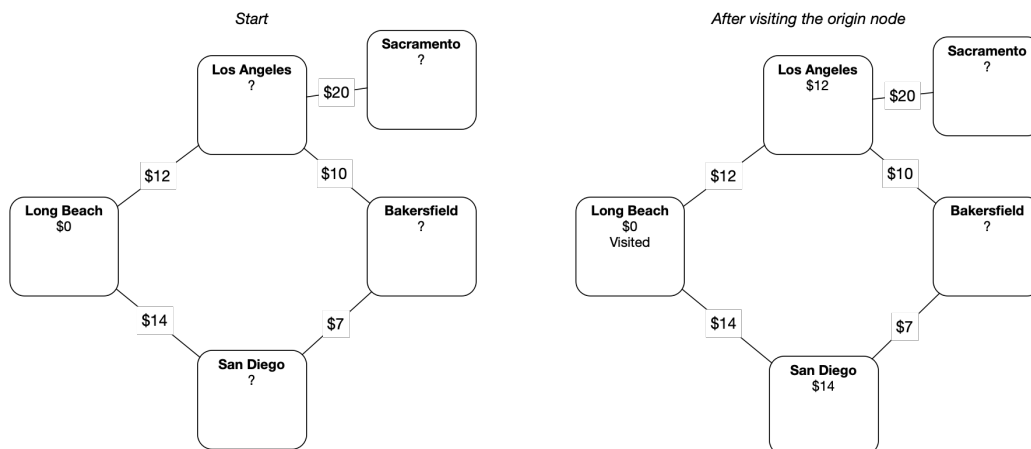 Start
Sacramento
?
Los Angeles
?
$20
$12
$10
Long Beach
$0
Bakersfield
?
$14
$7
San Diego
?
After visiting the origin node
Sacramento
?
Los Angeles
$12
$20
$12
$10
Long Beach
$0
Visited
Bakersfield
?
$14
$7
San Diego
$14